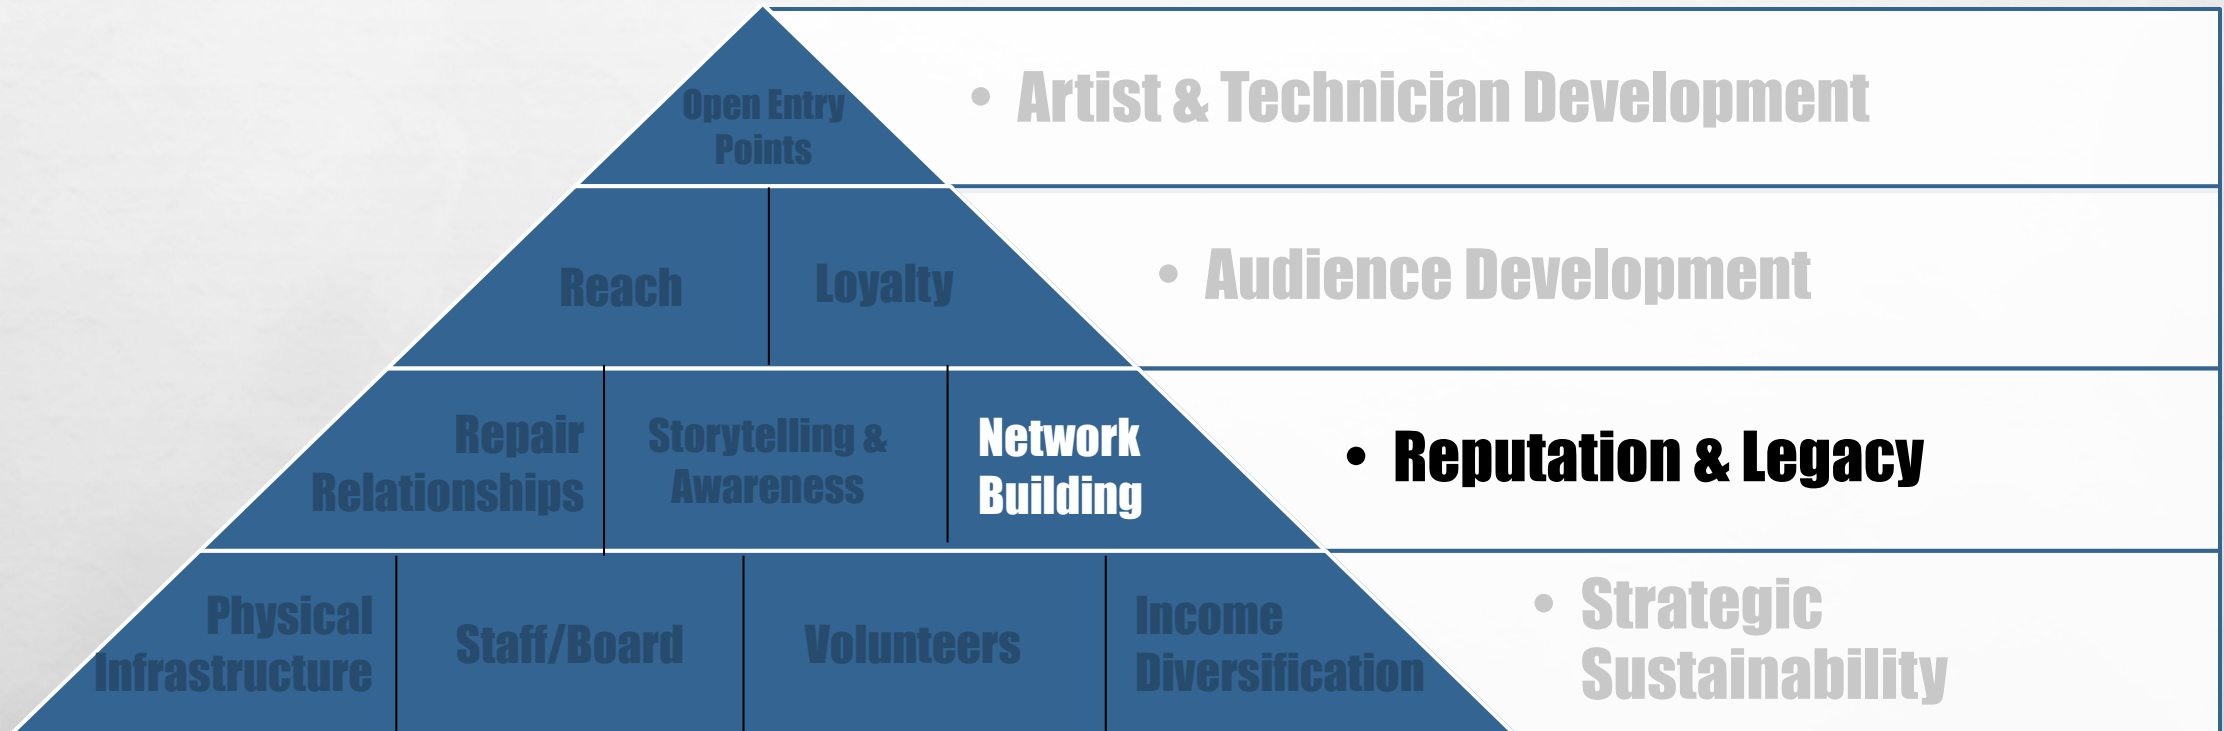 Open Entry
Points
• Artist & Technician Development
Reach
Loyalty
• Audience Development
Repair
Relationships
Storytelling &
Awareness
Network
Building
• Reputation & Legacy
Physical
Infrastructure
Staff/Board
Volunteers
Income
Diversification
• Strategic
Sustainability